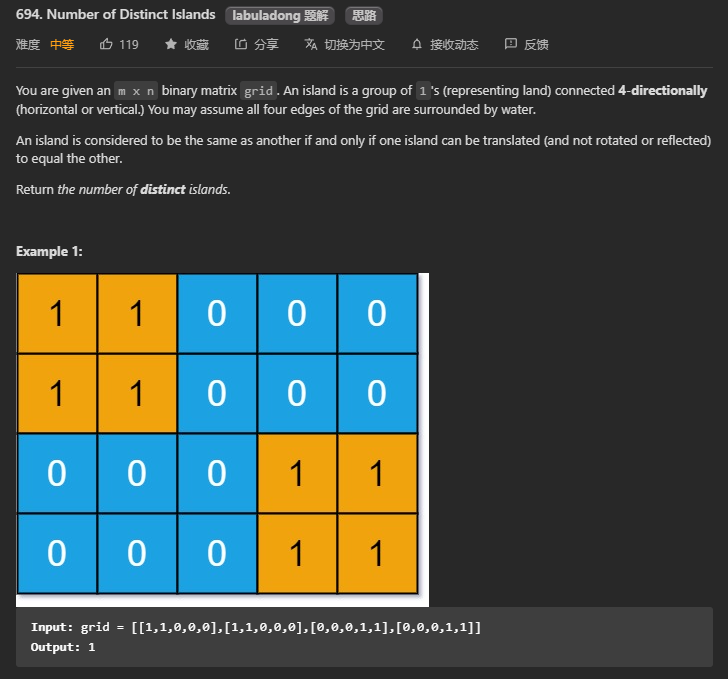 694. Number of Distinct Islands labuladong 题解 思路
难度 中等 119 收藏 分享 切换为中文 接收动态 反馈
You are given an m x n binary matrix grid. An island is a group of 1's (representing land) connected 4-directionally
(horizontal or vertical.) You may assume all four edges of the grid are surrounded by water.
An island is considered to be the same as another if and only if one island can be translated (and not rotated or reflected)
to equal the other.
Return the number of distinct islands.
Example 1:
1 1 0 0 0
1 1 0 0 0
0 0 0 1 1
0 0 0 1 1
Input: grid = [[1,1,0,0,0],[1,1,0,0,0],[0,0,0,1,1],[0,0,0,1,1]]
Output: 1